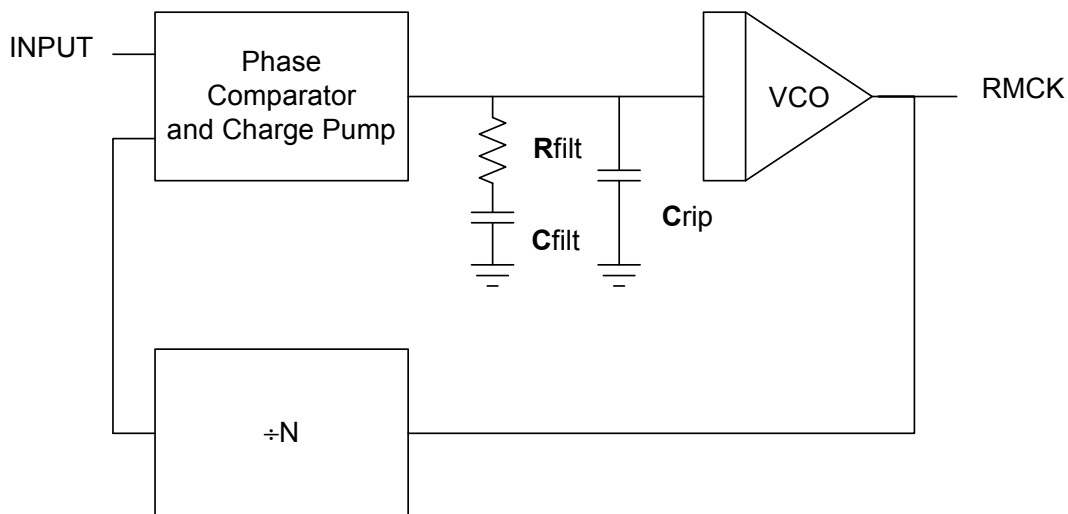 INPUT
Phase
Comparator
and Charge Pump
VCO
RMCK
Rfilt
Cfilt
Crip
÷N